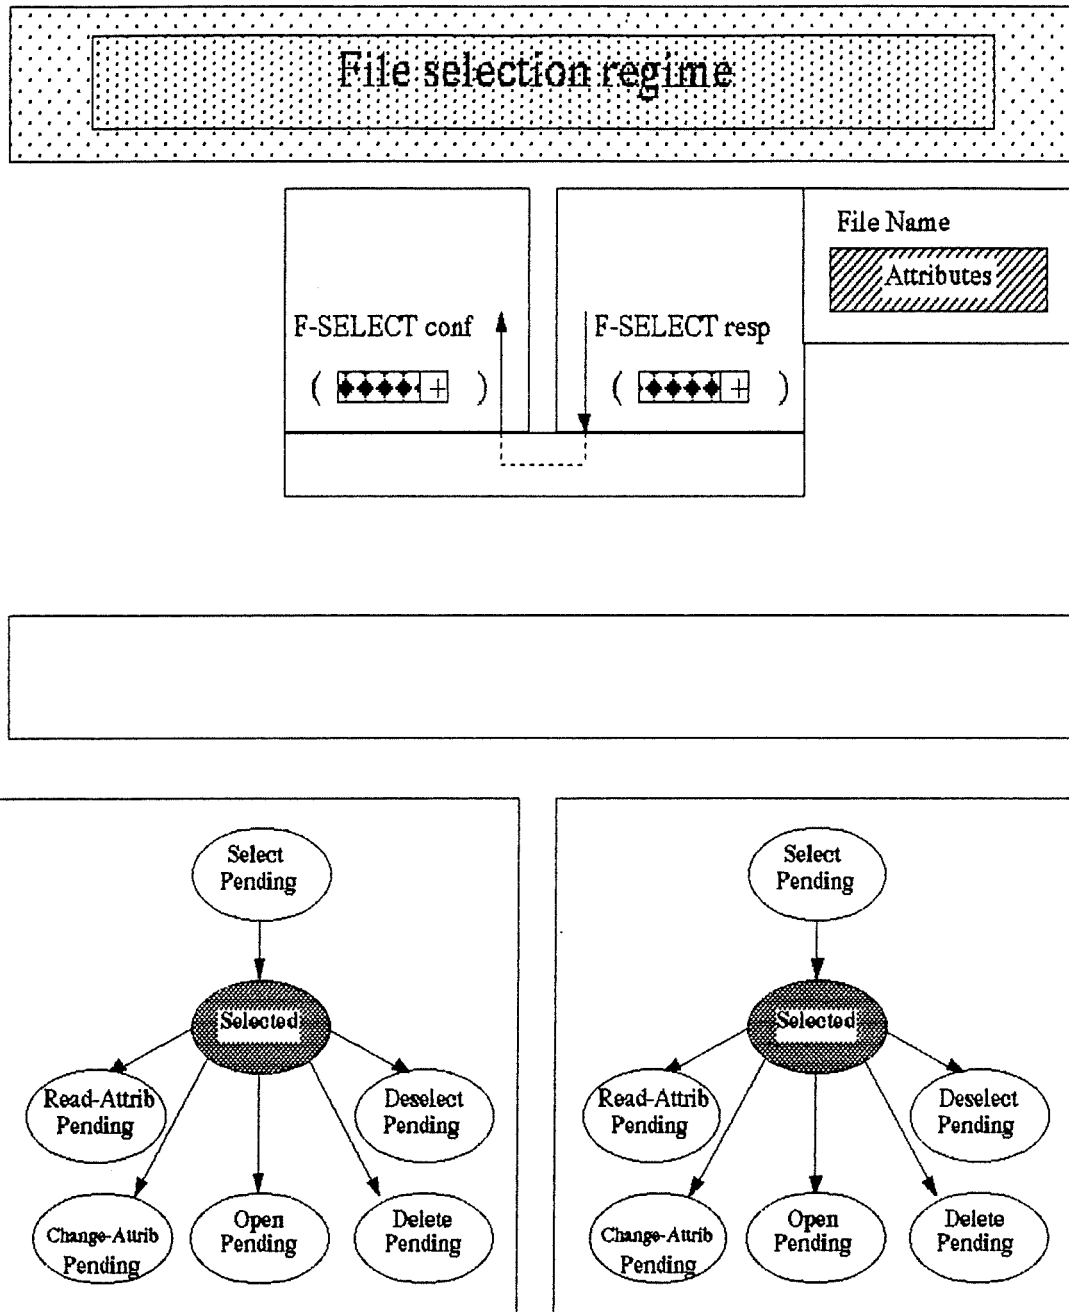 File selection regime
File Name
Attributes
F-SELECT conf
F-SELECT resp
( + )
( + )
Select
Pending
Selected
Read-Attrib
Pending
Deselect
Pending
Change-Attrib
Pending
Open
Pending
Delete
Pending
Select
Pending
Selected
Read-Attrib
Pending
Deselect
Pending
Change-Attrib
Pending
Open
Pending
Delete
Pending